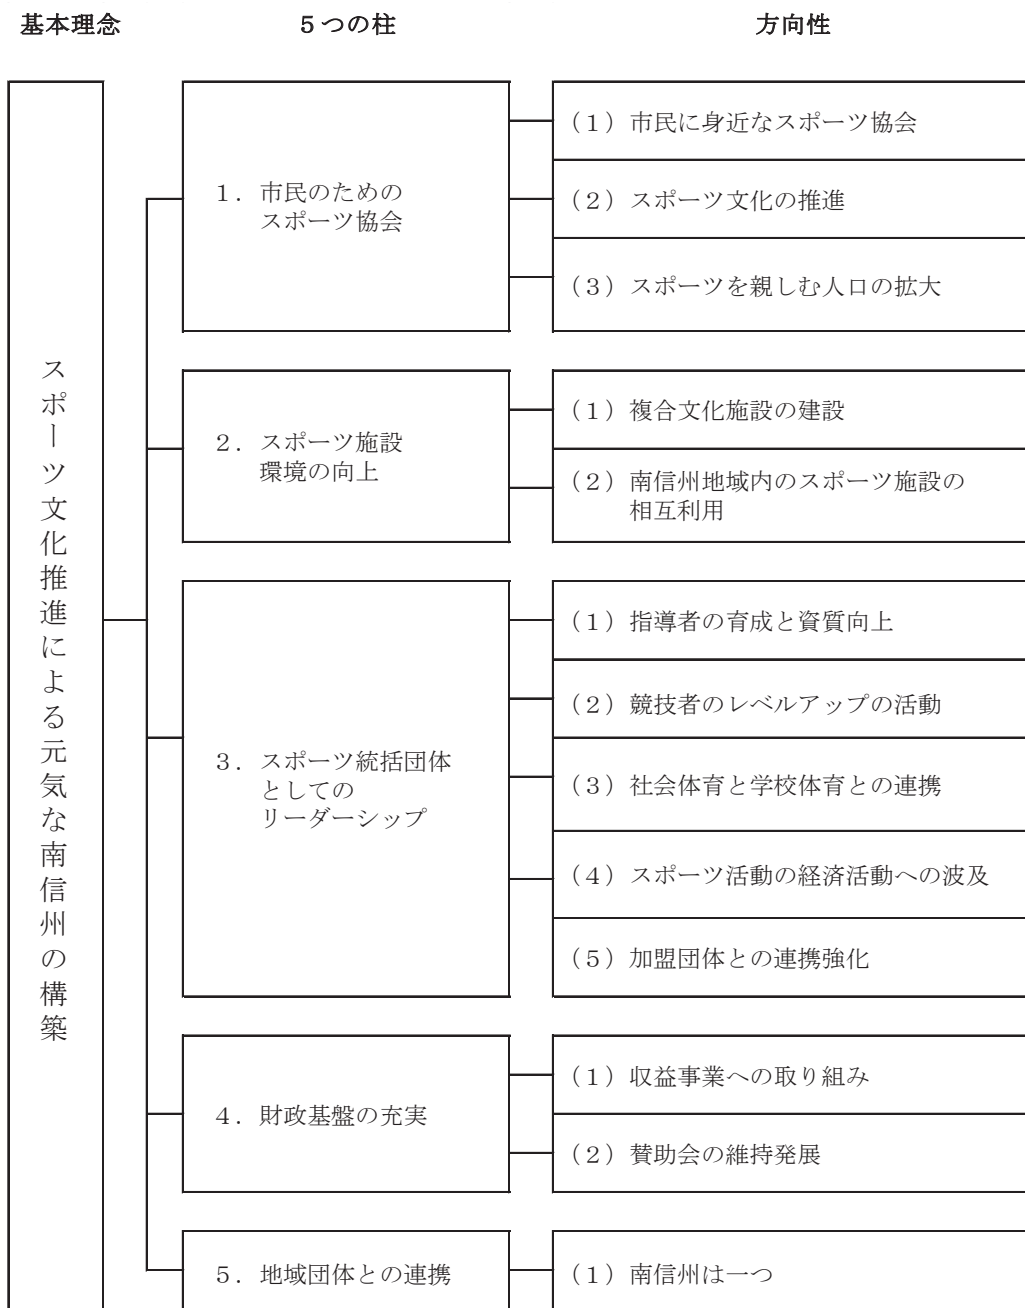 基本理念 5つの柱 方向性
スポーツ文化推進による元気な南信州の構築
1．市民のための
スポーツ協会
（1）市民に身近なスポーツ協会
（2）スポーツ文化の推進
（3）スポーツを親しむ人口の拡大
2．スポーツ施設
環境の向上
（1）複合文化施設の建設
（2）南信州地域内のスポーツ施設の
相互利用
3．スポーツ統括団体
としての
リーダーシップ
（1）指導者の育成と資質向上
（2）競技者のレベルアップの活動
（3）社会体育と学校体育との連携
（4）スポーツ活動の経済活動への波及
（5）加盟団体との連携強化
4．財政基盤の充実
（1）収益事業への取り組み
（2）賛助会の維持発展
5．地域団体との連携
（1）南信州は一つ